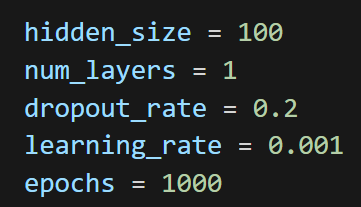 hidden_size = 100
num_layers = 1
dropout_rate = 0.2
learning_rate = 0.001
epochs = 1000